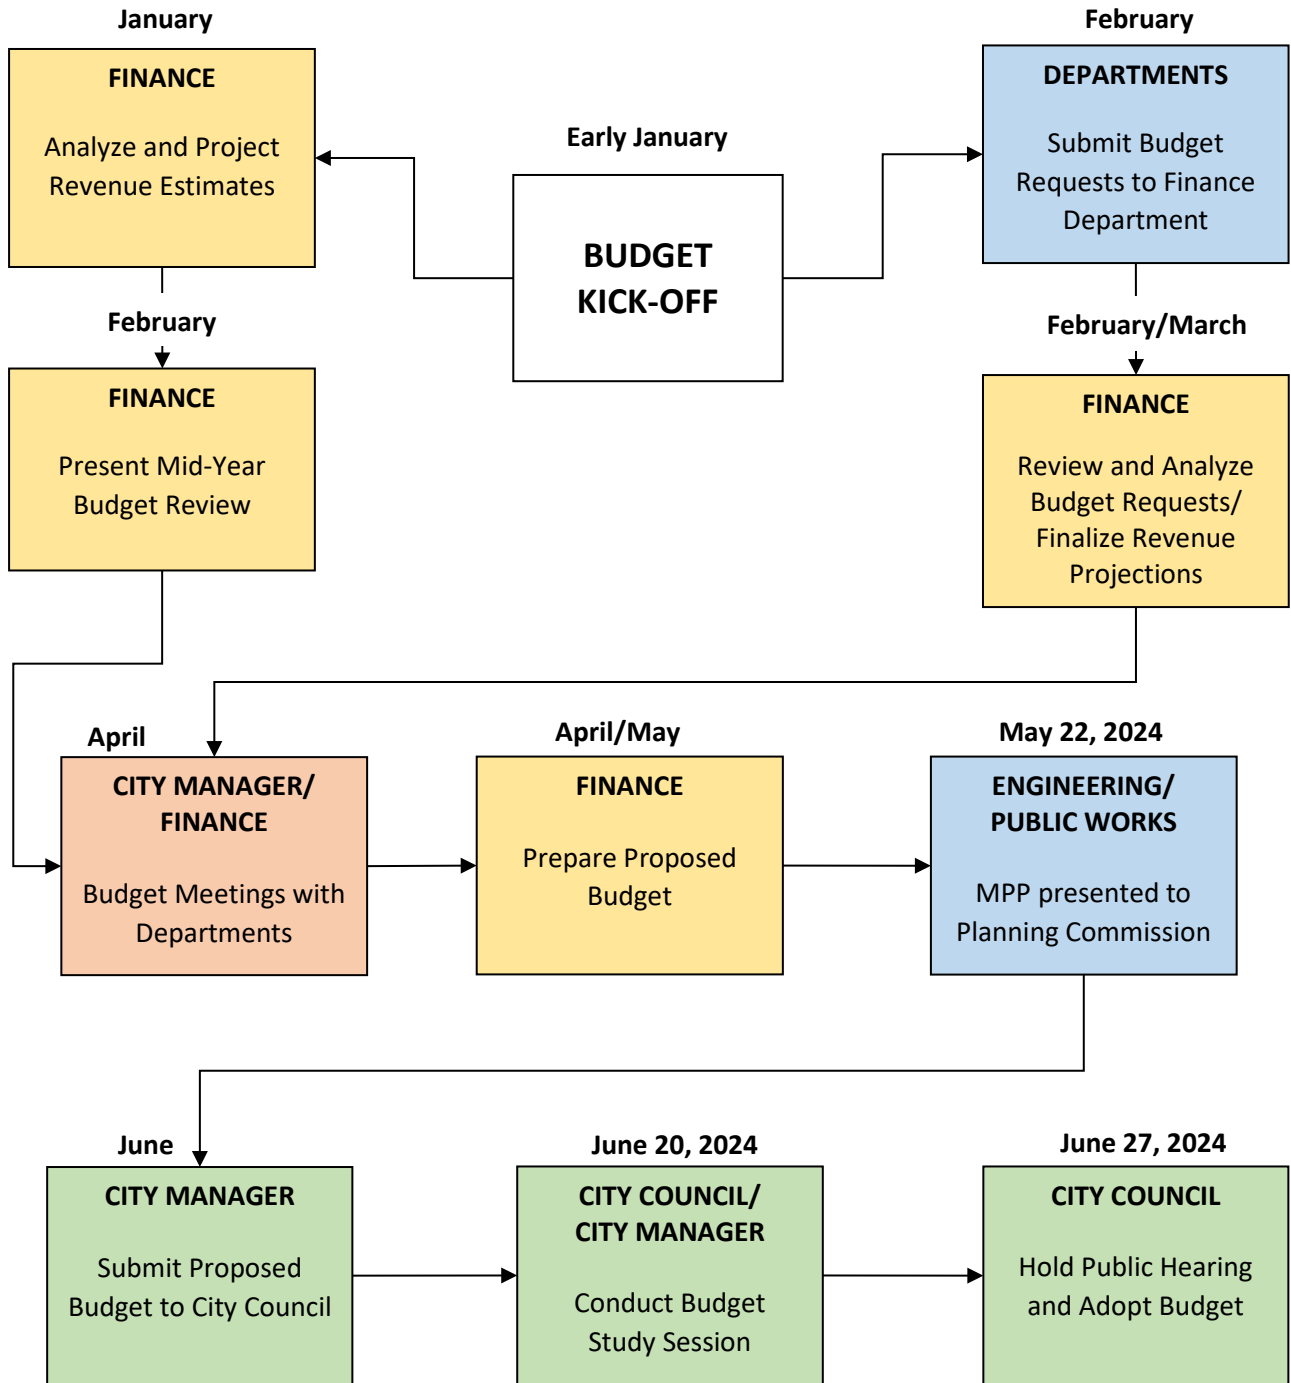 January
FINANCE
Analyze and Project
Revenue Estimates
Early January
BUDGET
KICK-OFF
February
DEPARTMENTS
Submit Budget
Requests to Finance
Department
February
FINANCE
Present Mid-Year
Budget Review
February/March
FINANCE
Review and Analyze
Budget Requests/
Finalize Revenue
Projections
April
CITY MANAGER/
FINANCE
Budget Meetings with
Departments
April/May
FINANCE
Prepare Proposed
Budget
May 22, 2024
ENGINEERING/
PUBLIC WORKS
MPP presented to
Planning Commission
June
CITY MANAGER
Submit Proposed
Budget to City Council
June 20, 2024
CITY COUNCIL/
CITY MANAGER
Conduct Budget
Study Session
June 27, 2024
CITY COUNCIL
Hold Public Hearing
and Adopt Budget